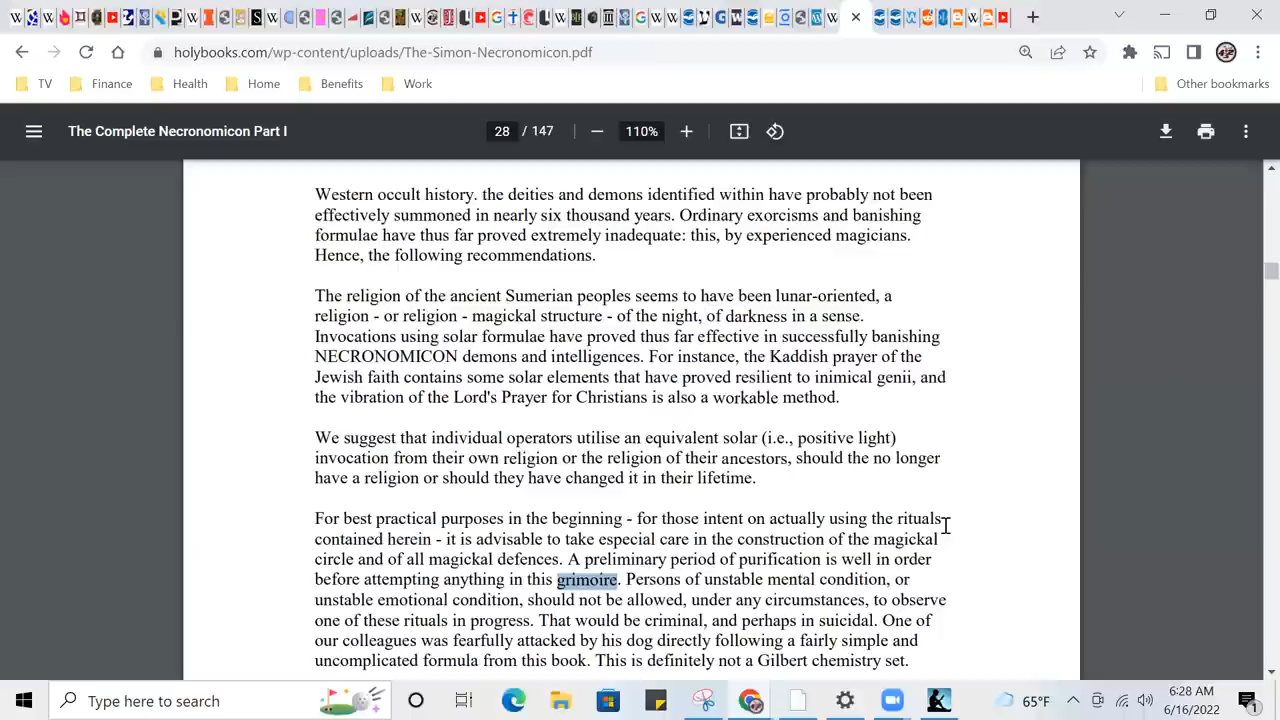 holybooks.com/wp-content/uploads/The-Simon-Necronomicon.pdf
TV Finance Health Home Benefits Work Other bookmarks
The Complete Necronomicon Part I 28 / 147 110%
Western occult history. the deities and demons identified within have probably not been
effectively summoned in nearly six thousand years. Ordinary exorcisms and banishing
formulae have thus far proved extremely inadequate: this, by experienced magicians.
Hence, the following recommendations.
The religion of the ancient Sumerian peoples seems to have been lunar-oriented, a
religion - or religion - magickal structure - of the night, of darkness in a sense.
Invocations using solar formulae have proved thus far effective in successfully banishing
NECRONOMICON demons and intelligences. For instance, the Kaddish prayer of the
Jewish faith contains some solar elements that have proved resilient to inimical genii, and
the vibration of the Lord's Prayer for Christians is also a workable method.
We suggest that individual operators utilise an equivalent solar (i.e., positive light)
invocation from their own religion or the religion of their ancestors, should the no longer
have a religion or should they have changed it in their lifetime.
For best practical purposes in the beginning - for those intent on actually using the rituals
contained herein - it is advisable to take especial care in the construction of the magickal
circle and of all magickal defences. A preliminary period of purification is well in order
before attempting anything in this grimoire. Persons of unstable mental condition, or
unstable emotional condition, should not be allowed, under any circumstances, to observe
one of these rituals in progress. That would be criminal, and perhaps in suicidal. One of
our colleagues was fearfully attacked by his dog directly following a fairly simple and
uncomplicated formula from this book. This is definitely not a Gilbert chemistry set.
Type here to search 65°F 6:28 AM
6/16/2022